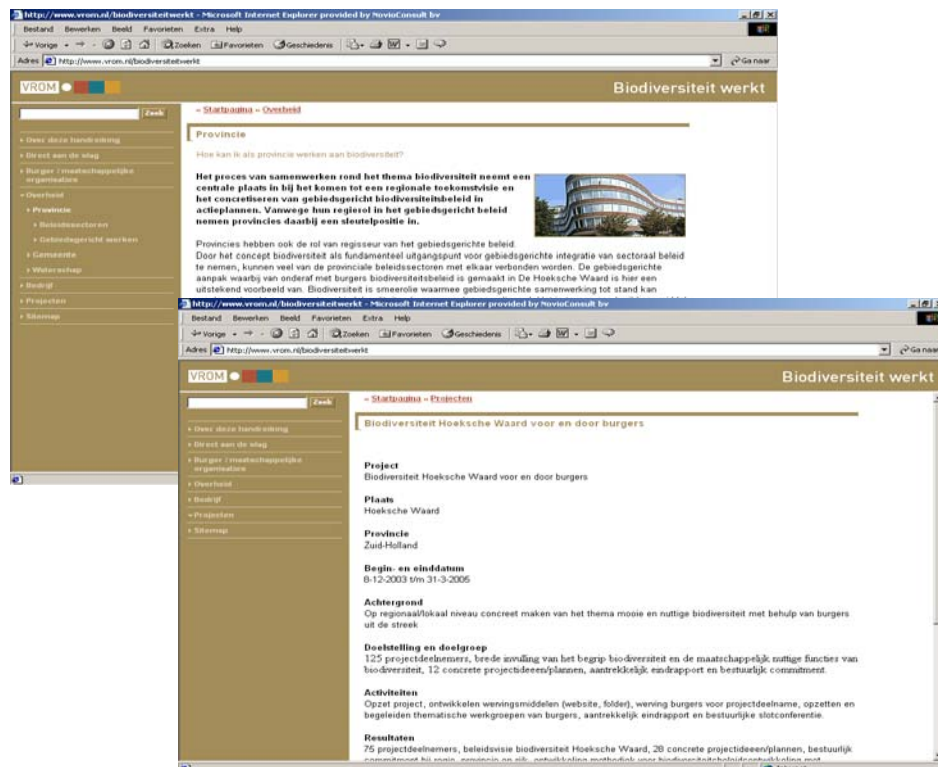 http://www.vrom.nl/biodiversiteitwerkt - Microsoft Internet Explorer provided by NovioConsult bv
Bestand Bewerken Beeld Favorieten Extra Help
Vorige Zoeken Favorieten Geschiedenis
Adres http://www.vrom.nl/biodiversiteitwerkt Ga naar
VROM Biodiversiteit werkt
Zoek
Over deze handreiking
Direct aan de slag
Burger / maatschappelijke
organisatie
Overheid
Provincie
Beleidssectoren
Gebiedsgericht werken
Gemeente
Waterschap
Bedrijf
Projecten
Sitemap
- Startpagina - Overheid
Provincie
Hoe kan ik als provincie werken aan biodiversiteit?
Het proces van samenwerken rond het thema biodiversiteit neemt een
centrale plaats in bij het komen tot een regionale toekomstvisie en
het concretiseren van gebiedsgericht biodiversiteitsbeleid in
actieplannen. Vanwege hun regierol in het gebiedsgericht beleid
nemen provincies daarbij een sleutelpositie in.
Provincies hebben ook de rol van regisseur van het gebiedsgerichte beleid.
Door het concept biodiversiteit als fundamenteel uitgangspunt voor gebiedsgerichte integratie van sectoraal beleid
te nemen, kunnen veel van de provinciale beleidssectoren met elkaar verbonden worden. De gebiedsgerichte
aanpak waarbij van onderaf met burgers biodiversiteitsbeleid is gemaakt in De Hoeksche Waard is hier een
uitstekend voorbeeld van. Biodiversiteit is smeerolie waarmee gebiedsgerichte samenwerking tot stand kan
http://www.vrom.nl/biodiversiteitwerkt - Microsoft Internet Explorer provided by NovioConsult bv
Bestand Bewerken Beeld Favorieten Extra Help
Vorige Zoeken Favorieten Geschiedenis
Adres http://www.vrom.nl/biodiversiteitwerkt Ga naar
VROM Biodiversiteit werkt
Zoek
Over deze handreiking
Direct aan de slag
Burger / maatschappelijke
organisatie
Overheid
Bedrijf
Projecten
Sitemap
- Startpagina - Projecten
Biodiversiteit Hoeksche Waard voor en door burgers
Project
Biodiversiteit Hoeksche Waard voor en door burgers
Plaats
Hoeksche Waard
Provincie
Zuid-Holland
Begin- en einddatum
8-12-2003 t/m 31-3-2005
Achtergrond
Op regionaal/lokaal niveau concreet maken van het thema mooie en nuttige biodiversiteit met behulp van burgers
uit de streek
Doelstelling en doelgroep
125 projectdeelnemers, brede invulling van het begrip biodiversiteit en de maatschappelijk nuttige functies van
biodiversiteit, 12 concrete projectideeen/plannen, aantrekkelijk eindrapport en bestuurlijk commitment.
Activiteiten
Opzet project, ontwikkelen wervingsmiddelen (website, folder), werving burgers voor projectdeelname, opzetten en
begeleiden thematische werkgroepen van burgers, aantrekkelijk eindrapport en bestuurlijke slotconferentie.
Resultaten
75 projectdeelnemers, beleidsvisie biodiversiteit Hoeksche Waard, 28 concrete projectideeen/plannen, bestuurlijk